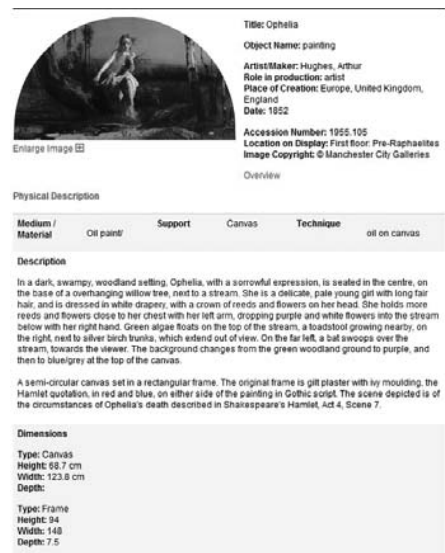 Title: Ophelia
Object Name: painting
Artist/Maker: Hughes, Arthur
Role in production: artist
Place of Creation: Europe, United Kingdom,
England
Date: 1852
Accession Number: 1955.105
Location on Display: First floor: Pre-Raphaelites
Image Copyright: © Manchester City Galleries
Enlarge Image
Overview
Physical Description
Medium / Material Oil paint/ Support Canvas Technique oil on canvas
Description
In a dark, swampy, woodland setting, Ophelia, with a sorrowful expression, is seated in the centre, on
the base of a overhanging willow tree, next to a stream. She is a delicate, pale young girl with long fair
hair, and is dressed in white drapery, with a crown of reeds and flowers on her head. She holds more
reeds and flowers close to her chest with her left arm, dropping purple and white flowers into the stream
below with her right hand. Green algae floats on the top of the stream, a toadstool growing nearby, on
the right, next to silver birch trunks, which extend out of view. On the far left, a bat swoops over the
stream, towards the viewer. The background changes from the green woodland ground to purple, and
then to blue/grey at the top of the canvas.
A semi-circular canvas set in a rectangular frame. The original frame is gilt plaster with ivy moulding, the
Hamlet quotation, in red and blue, on either side of the painting in Gothic script. The scene depicted is of
the circumstances of Ophelia's death described in Shakespeare's Hamlet, Act 4, Scene 7.
Dimensions
Type: Canvas
Height: 68.7 cm
Width: 123.8 cm
Depth:
Type: Frame
Height: 94
Width: 148
Depth: 7.5